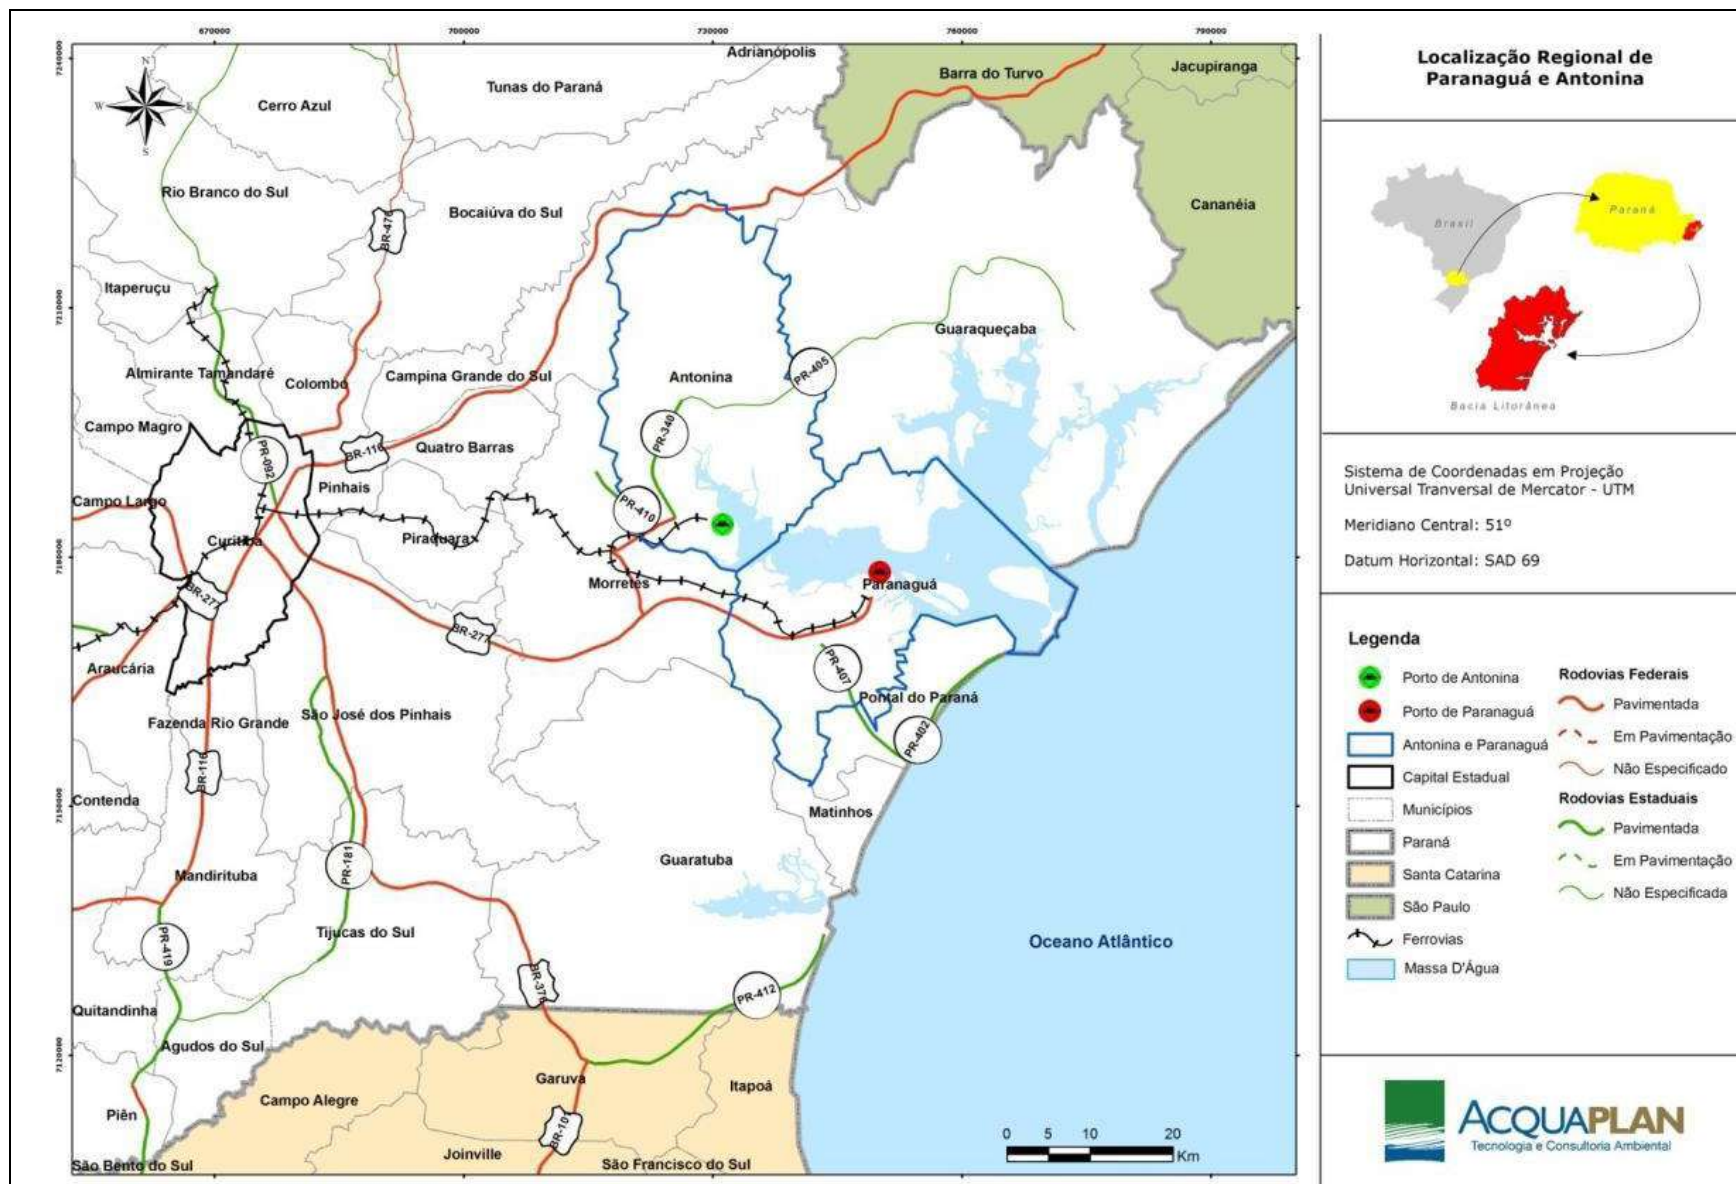 670000
700000
730000
760000
790000
7240000
7210000
7180000
7150000
7120000
N
W
E
S
Adrianópolis
Barra do Turvo
Jacupiranga
Tunas do Paraná
Cerro Azul
Rio Branco do Sul
Bocaiúva do Sul
Cananéia
BR-476
Itaperuçu
Guaraqueçaba
Almirante Tamandaré
Colombo
Campina Grande do Sul
Antonina
PR-405
Campo Magro
PR-340
PR-092
BR-116
Quatro Barras
Pinhais
Campo Largo
PR-410
Curitiba
Piraquara
Morretes
Paranaguá
BR-277
BR-277
Araucária
PR-407
Pontal do Paraná
Fazenda Rio Grande
São José dos Pinhais
PR-402
BR-116
Contenda
Matinhos
Mandirituba
PR-181
Guaratuba
Tijucas do Sul
PR-419
Oceano Atlântico
BR-376
PR-412
Quitandinha
Agudos do Sul
Garuva
Itapoá
Campo Alegre
Piên
BR-10
Joinville
São Francisco do Sul
São Bento do Sul
0 5 10 20
Km
Localização Regional de
Paranaguá e Antonina
Brasil
Paraná
Bacia Litorânea
Sistema de Coordenadas em Projeção
Universal Tranversal de Mercator - UTM
Meridiano Central: 51º
Datum Horizontal: SAD 69
Legenda
Porto de Antonina
Porto de Paranaguá
Antonina e Paranaguá
Capital Estadual
Municípios
Paraná
Santa Catarina
São Paulo
Ferrovias
Massa D'Água
Rodovias Federais
Pavimentada
Em Pavimentação
Não Especificado
Rodovias Estaduais
Pavimentada
Em Pavimentação
Não Especificada
ACQUAPLAN
Tecnologia e Consultoria Ambiental